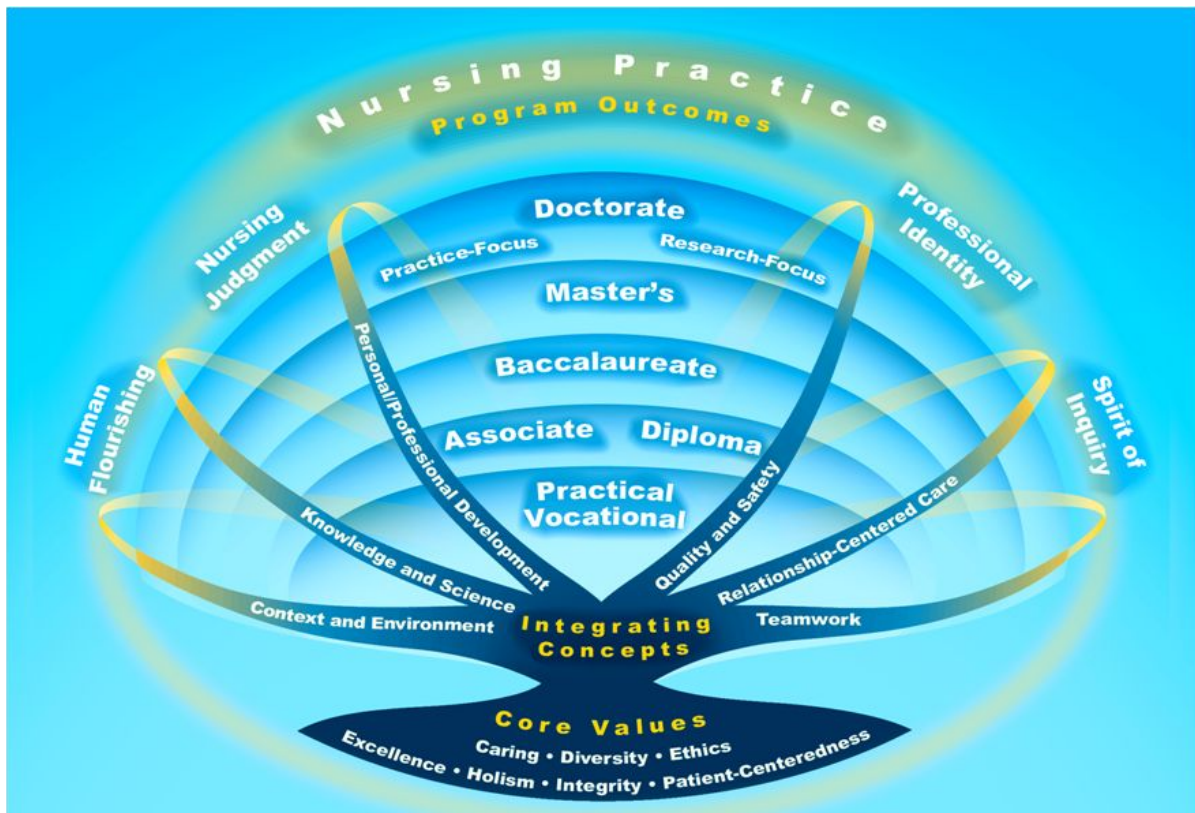 Nursing Practice
Program Outcomes
Nursing
Judgment
Professional
Identity
Human
Flourishing
Spirit of
Inquiry
Doctorate
Practice-Focus
Research-Focus
Master's
Baccalaureate
Associate
Diploma
Practical
Vocational
Personal/Professional Development
Knowledge and Science
Context and Environment
Quality and Safety
Relationship-Centered Care
Teamwork
Integrating
Concepts
Core Values
Caring • Diversity • Ethics
Excellence • Holism • Integrity • Patient-Centeredness